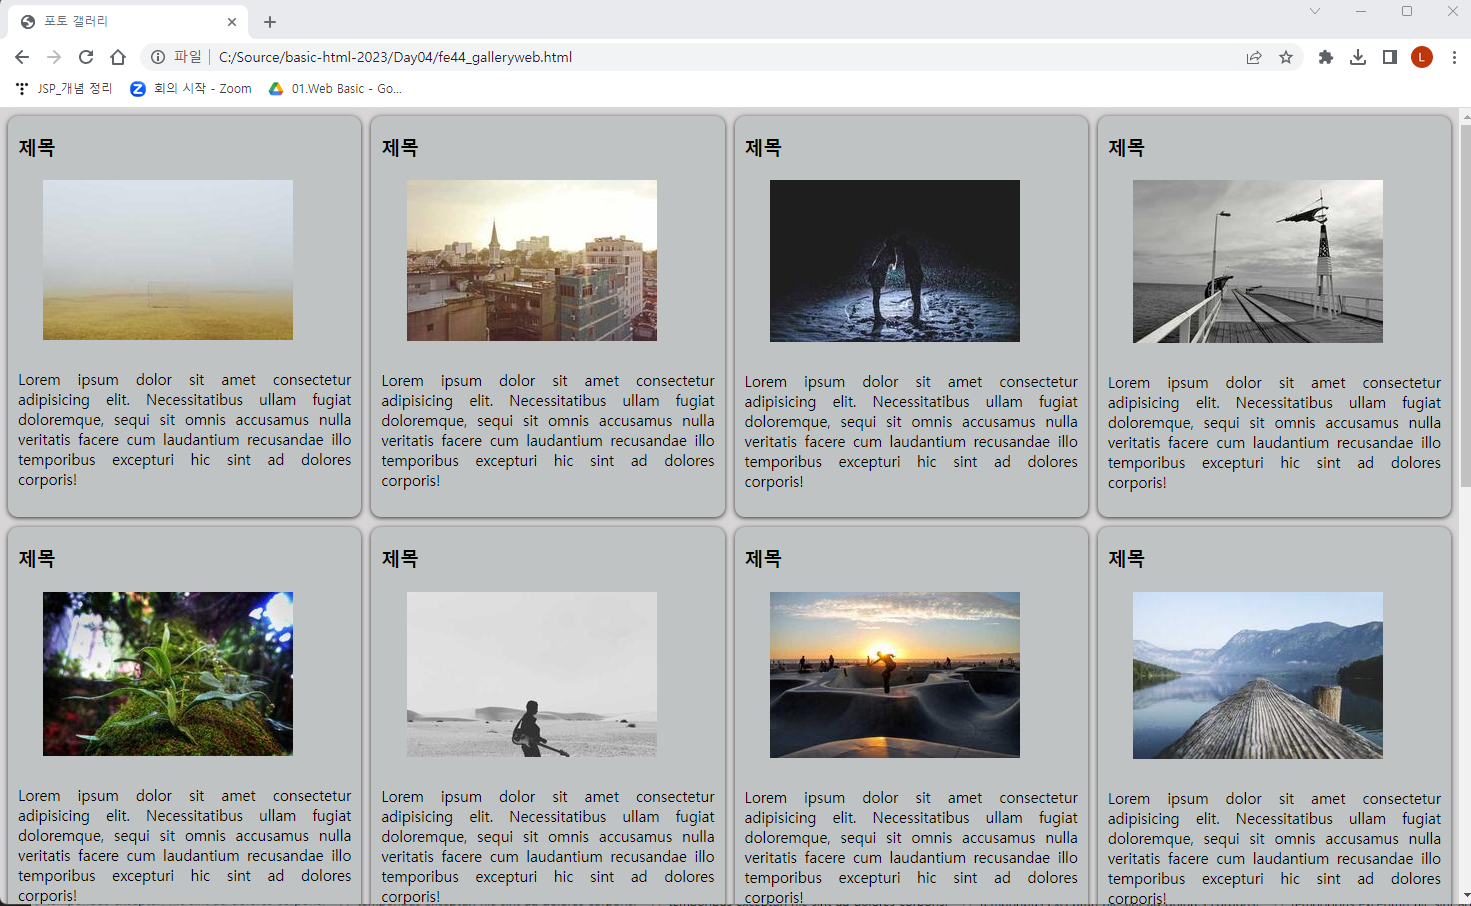 포토 갤러리
파일 C:/Source/basic-html-2023/Day04/fe44_galleryweb.html
L
JSP_개념 정리 회의 시작 - Zoom 01.Web Basic - Go...
제목
Lorem ipsum dolor sit amet consectetur
adipisicing elit. Necessitatibus ullam fugiat
doloremque, sequi sit omnis accusamus nulla
veritatis facere cum laudantium recusandae illo
temporibus excepturi hic sint ad dolores
corporis!
제목
Lorem ipsum dolor sit amet consectetur
adipisicing elit. Necessitatibus ullam fugiat
doloremque, sequi sit omnis accusamus nulla
veritatis facere cum laudantium recusandae illo
temporibus excepturi hic sint ad dolores
corporis!
제목
Lorem ipsum dolor sit amet consectetur
adipisicing elit. Necessitatibus ullam fugiat
doloremque, sequi sit omnis accusamus nulla
veritatis facere cum laudantium recusandae illo
temporibus excepturi hic sint ad dolores
corporis!
제목
Lorem ipsum dolor sit amet consectetur
adipisicing elit. Necessitatibus ullam fugiat
doloremque, sequi sit omnis accusamus nulla
veritatis facere cum laudantium recusandae illo
temporibus excepturi hic sint ad dolores
corporis!
제목
Lorem ipsum dolor sit amet consectetur
adipisicing elit. Necessitatibus ullam fugiat
doloremque, sequi sit omnis accusamus nulla
veritatis facere cum laudantium recusandae illo
temporibus excepturi hic sint ad dolores
corporis!
제목
Lorem ipsum dolor sit amet consectetur
adipisicing elit. Necessitatibus ullam fugiat
doloremque, sequi sit omnis accusamus nulla
veritatis facere cum laudantium recusandae illo
temporibus excepturi hic sint ad dolores
corporis!
제목
Lorem ipsum dolor sit amet consectetur
adipisicing elit. Necessitatibus ullam fugiat
doloremque, sequi sit omnis accusamus nulla
veritatis facere cum laudantium recusandae illo
temporibus excepturi hic sint ad dolores
corporis!
제목
Lorem ipsum dolor sit amet consectetur
adipisicing elit. Necessitatibus ullam fugiat
doloremque, sequi sit omnis accusamus nulla
veritatis facere cum laudantium recusandae illo
temporibus excepturi hic sint ad dolores
corporis!